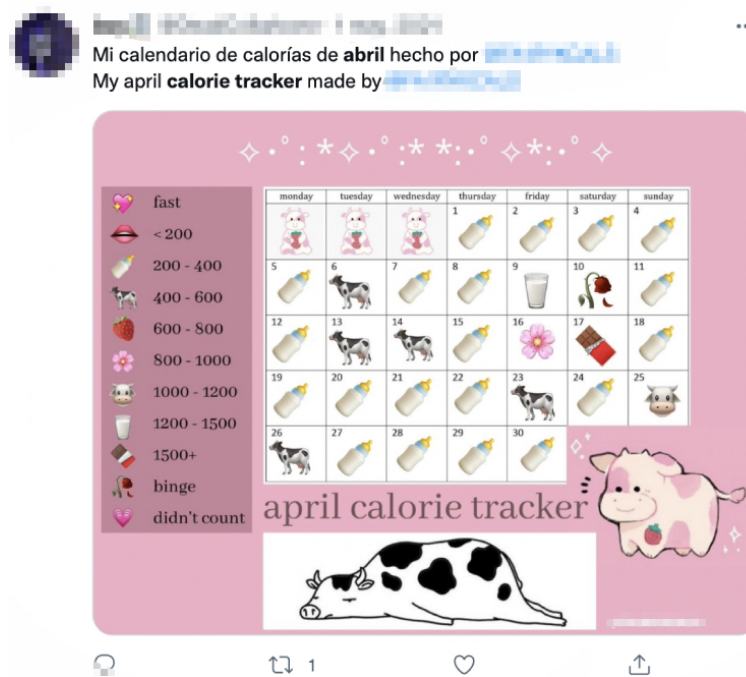 Mi calendario de calorías de abril hecho por
My april calorie tracker made by
fast
<200
200 - 400
400 - 600
600 - 800
800 - 1000
1000 - 1200
1200 - 1500
1500+
binge
didn't count
monday tuesday wednesday thursday friday saturday sunday
1 2 3 4
5 6 7 8 9 10 11
12 13 14 15 16 17 18
19 20 21 22 23 24 25
26 27 28 29 30
april calorie tracker
1